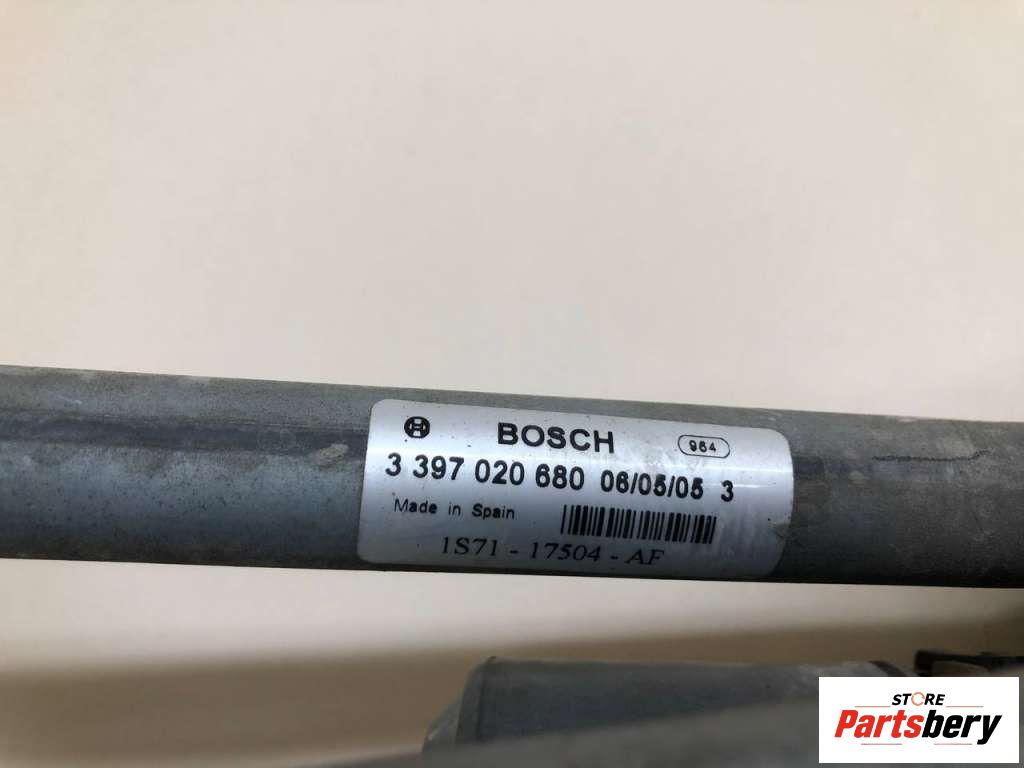 BOSCH 964
3 397 020 680 06/05/05 3
Made in Spain
1S71 - 17504 - AF
STORE
Partsbery